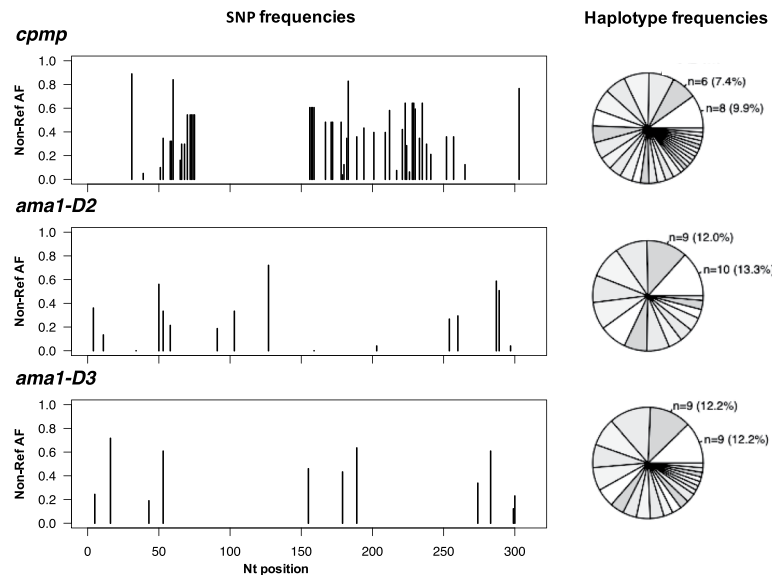 SNP frequencies
Haplotype frequencies
cpmp
Non-Ref AF
1.0
0.8
0.6
0.4
0.2
0.0
n=6 (7.4%)
n=8 (9.9%)
ama1-D2
Non-Ref AF
1.0
0.8
0.6
0.4
0.2
0.0
n=9 (12.0%)
n=10 (13.3%)
ama1-D3
Non-Ref AF
1.0
0.8
0.6
0.4
0.2
0.0
n=9 (12.2%)
n=9 (12.2%)
0 50 100 150 200 250 300
Nt position